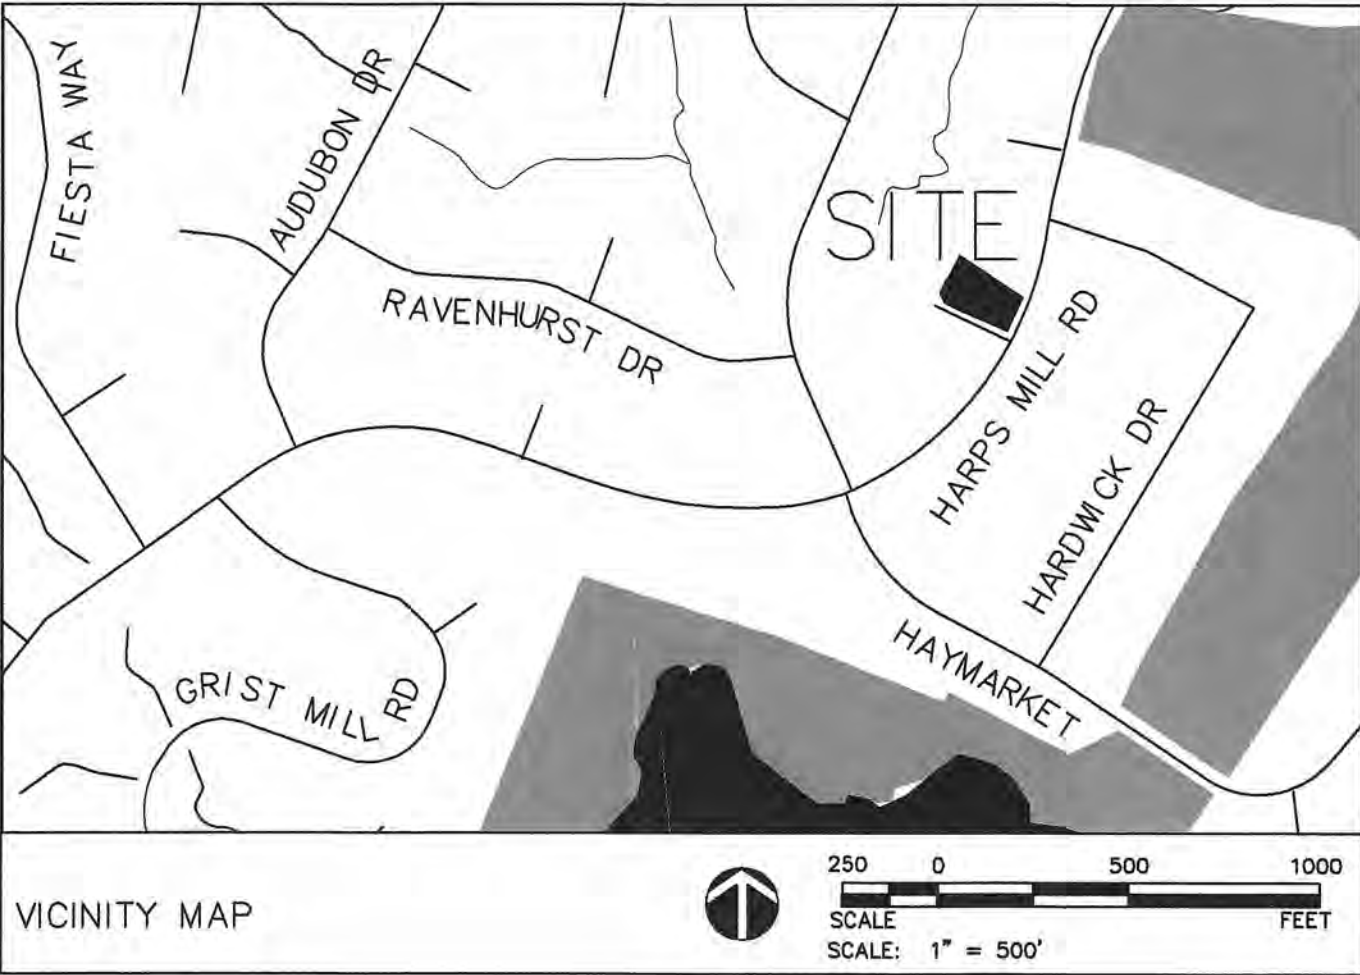 FIESTA WAY
AUDUBON DR
SITE
RAVENHURST DR
HARPS MILL RD
HARDWICK DR
HAYMARKET
GRIST MILL RD
VICINITY MAP
250 0 500 1000
SCALE FEET
SCALE: 1" = 500'